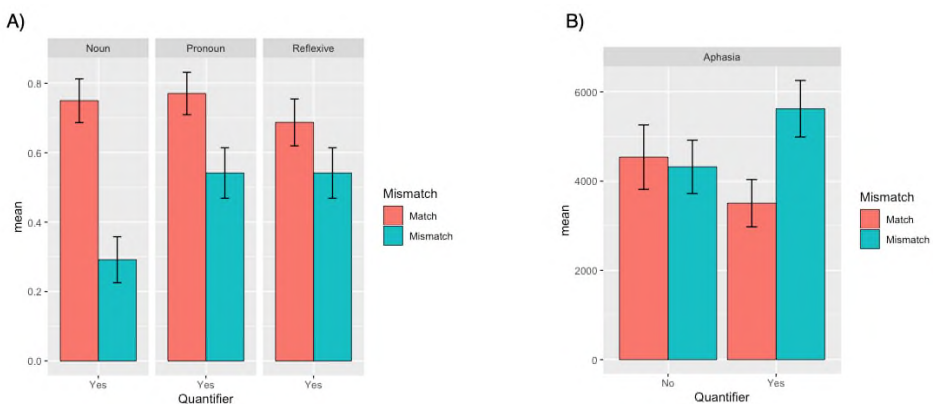 A)
Noun Pronoun Reflexive
0.8
0.6
0.4
0.2
0.0
mean
Yes Yes Yes
Quantifier
Mismatch
Match
Mismatch
B)
Aphasia
6000
4000
2000
0
mean
No Yes
Quantifier
Mismatch
Match
Mismatch